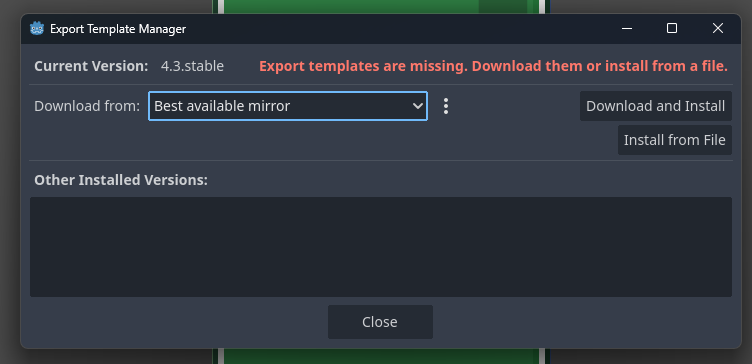 Export Template Manager
Current Version: 4.3.stable Export templates are missing. Download them or install from a file.
Download from: Best available mirror Download and Install
Install from File
Other Installed Versions:
Close